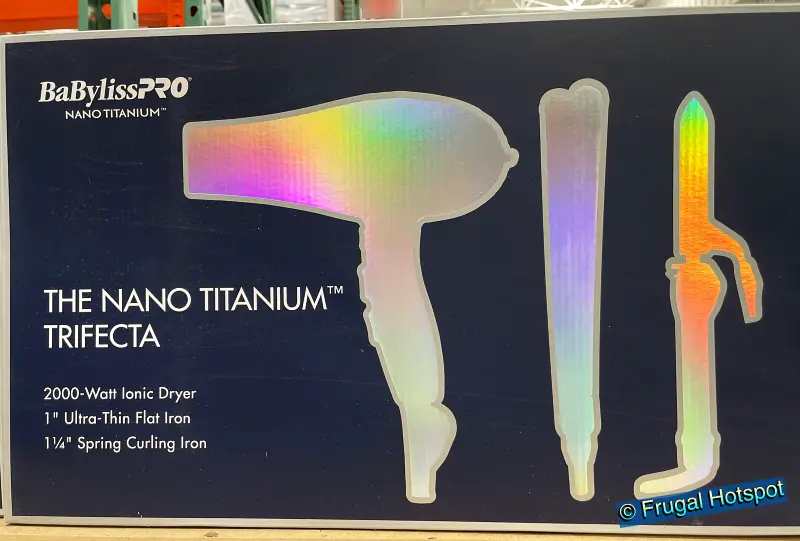 BaBylissPRO®
NANO TITANIUM™
THE NANO TITANIUM™
TRIFECTA
2000-Watt Ionic Dryer
1" Ultra-Thin Flat Iron
1¼" Spring Curling Iron
© Frugal Hotspot